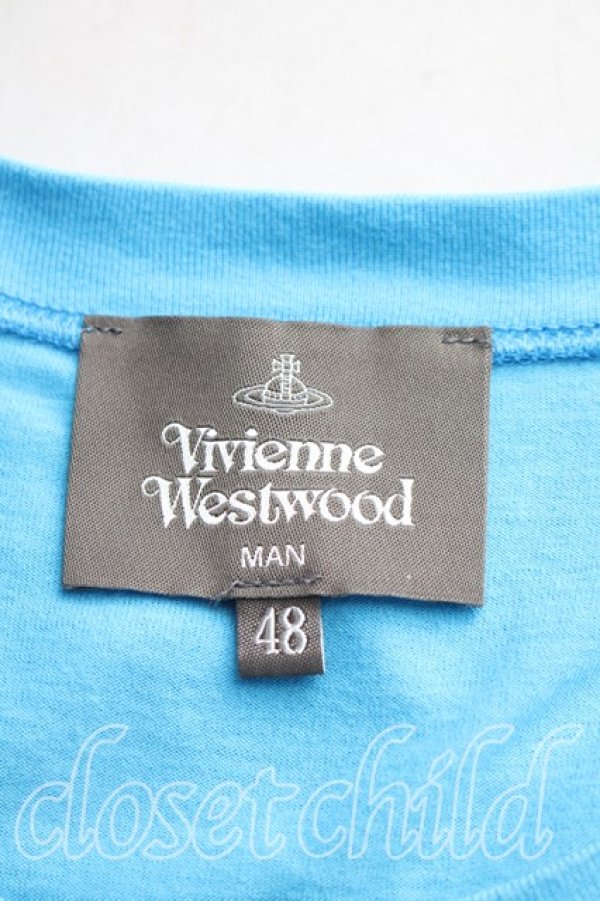 Vivienne
Westwood
MAN
48
closet child